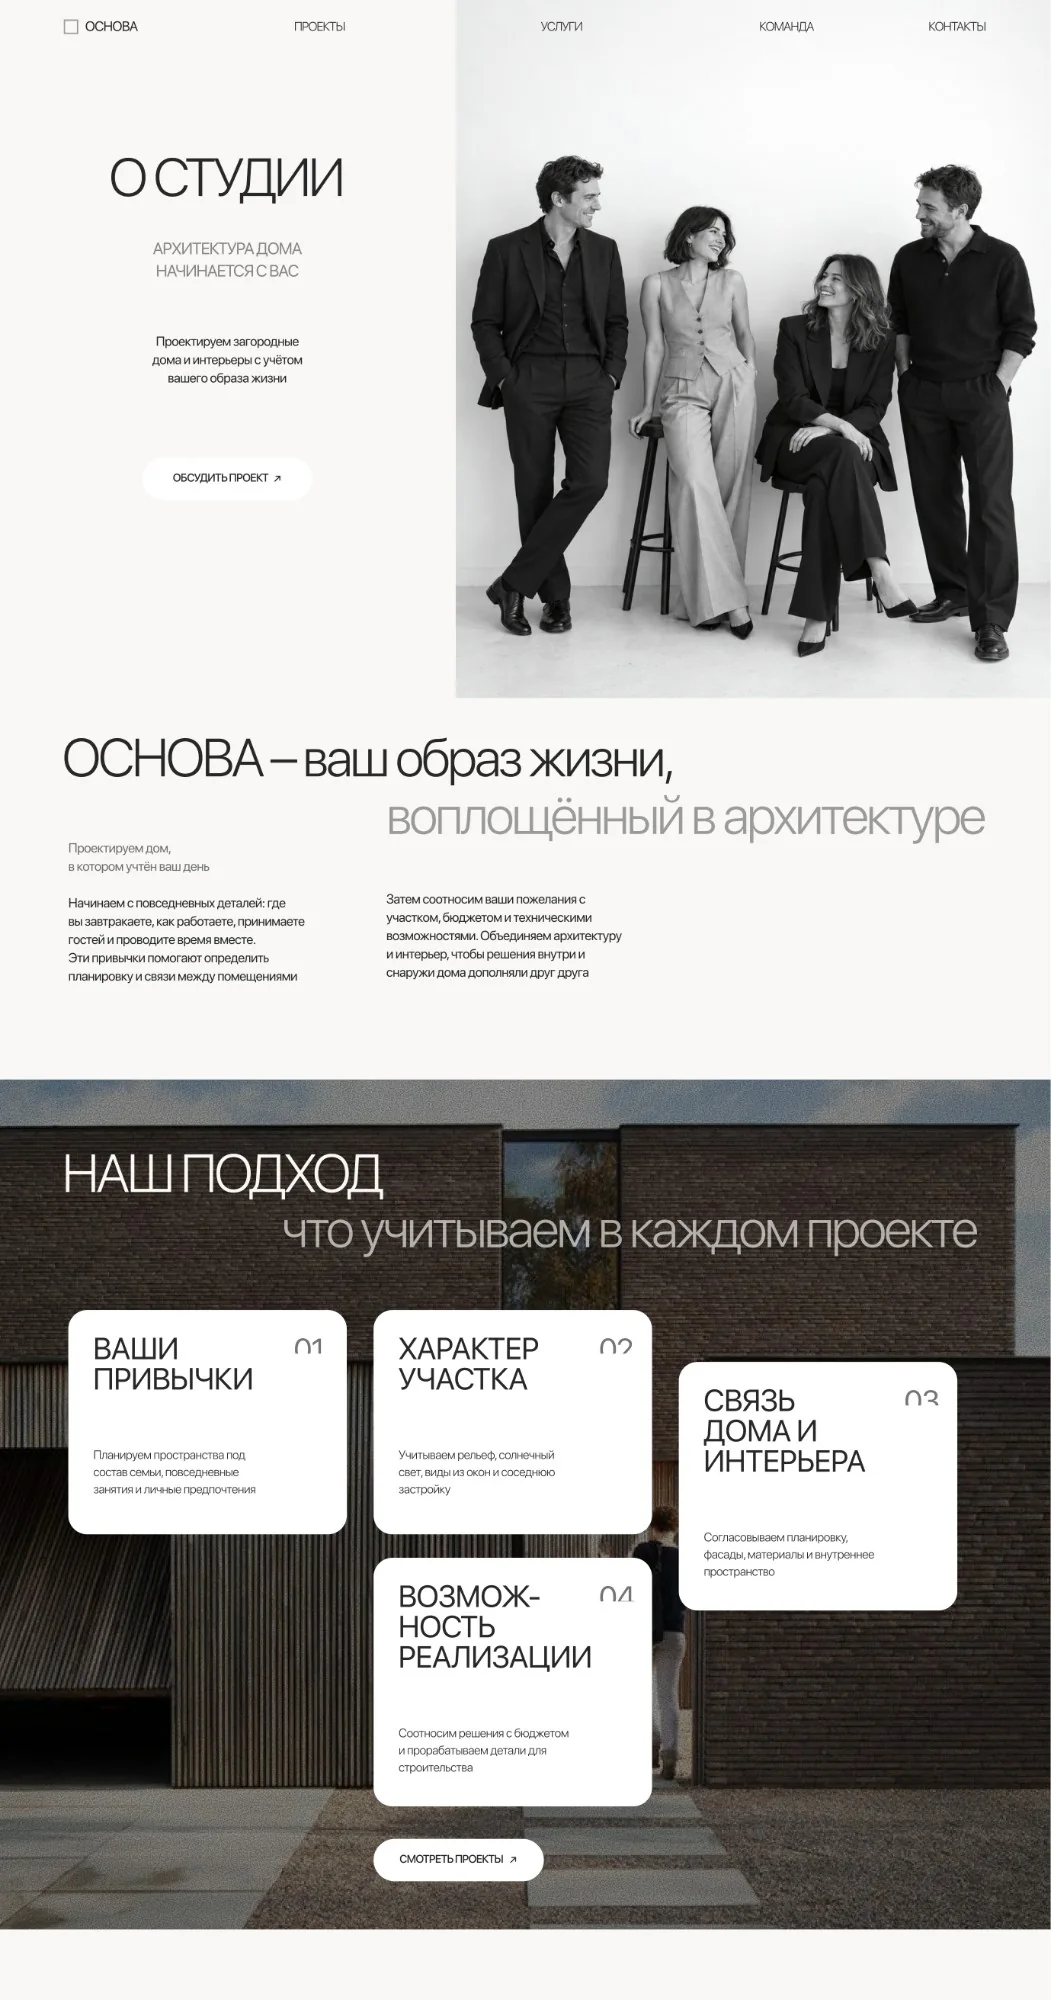 ОСНОВА
ПРОЕКТЫ
УСЛУГИ
КОМАНДА
КОНТАКТЫ
О СТУДИИ
АРХИТЕКТУРА ДОМА
НАЧИНАЕТСЯ С ВАС
Проектируем загородные
дома и интерьеры с учётом
вашего образа жизни
ОБСУДИТЬ ПРОЕКТ ↗
ОСНОВА – ваш образ жизни,
воплощённый в архитектуре
Проектируем дом,
в котором учтён ваш день
Начинаем с повседневных деталей: где
вы завтракаете, как работаете, принимаете
гостей и проводите время вместе.
Эти привычки помогают определить
планировку и связи между помещениями
Затем соотносим ваши пожелания с
участком, бюджетом и техническими
возможностями. Объединяем архитектуру
и интерьер, чтобы решения внутри и
снаружи дома дополняли друг друга
НАШ ПОДХОД
что учитываем в каждом проекте
ВАШИ
ПРИВЫЧКИ
01
Планируем пространства под
состав семьи, повседневные
занятия и личные предпочтения
ХАРАКТЕР
УЧАСТКА
02
Учитываем рельеф, солнечный
свет, виды из окон и соседнюю
застройку
СВЯЗЬ
ДОМА И
ИНТЕРЬЕРА
03
Согласовываем планировку,
фасады, материалы и внутреннее
пространство
ВОЗМОЖ-
НОСТЬ
РЕАЛИЗАЦИИ
04
Соотносим решения с бюджетом
и прорабатываем детали для
строительства
СМОТРЕТЬ ПРОЕКТЫ ↗